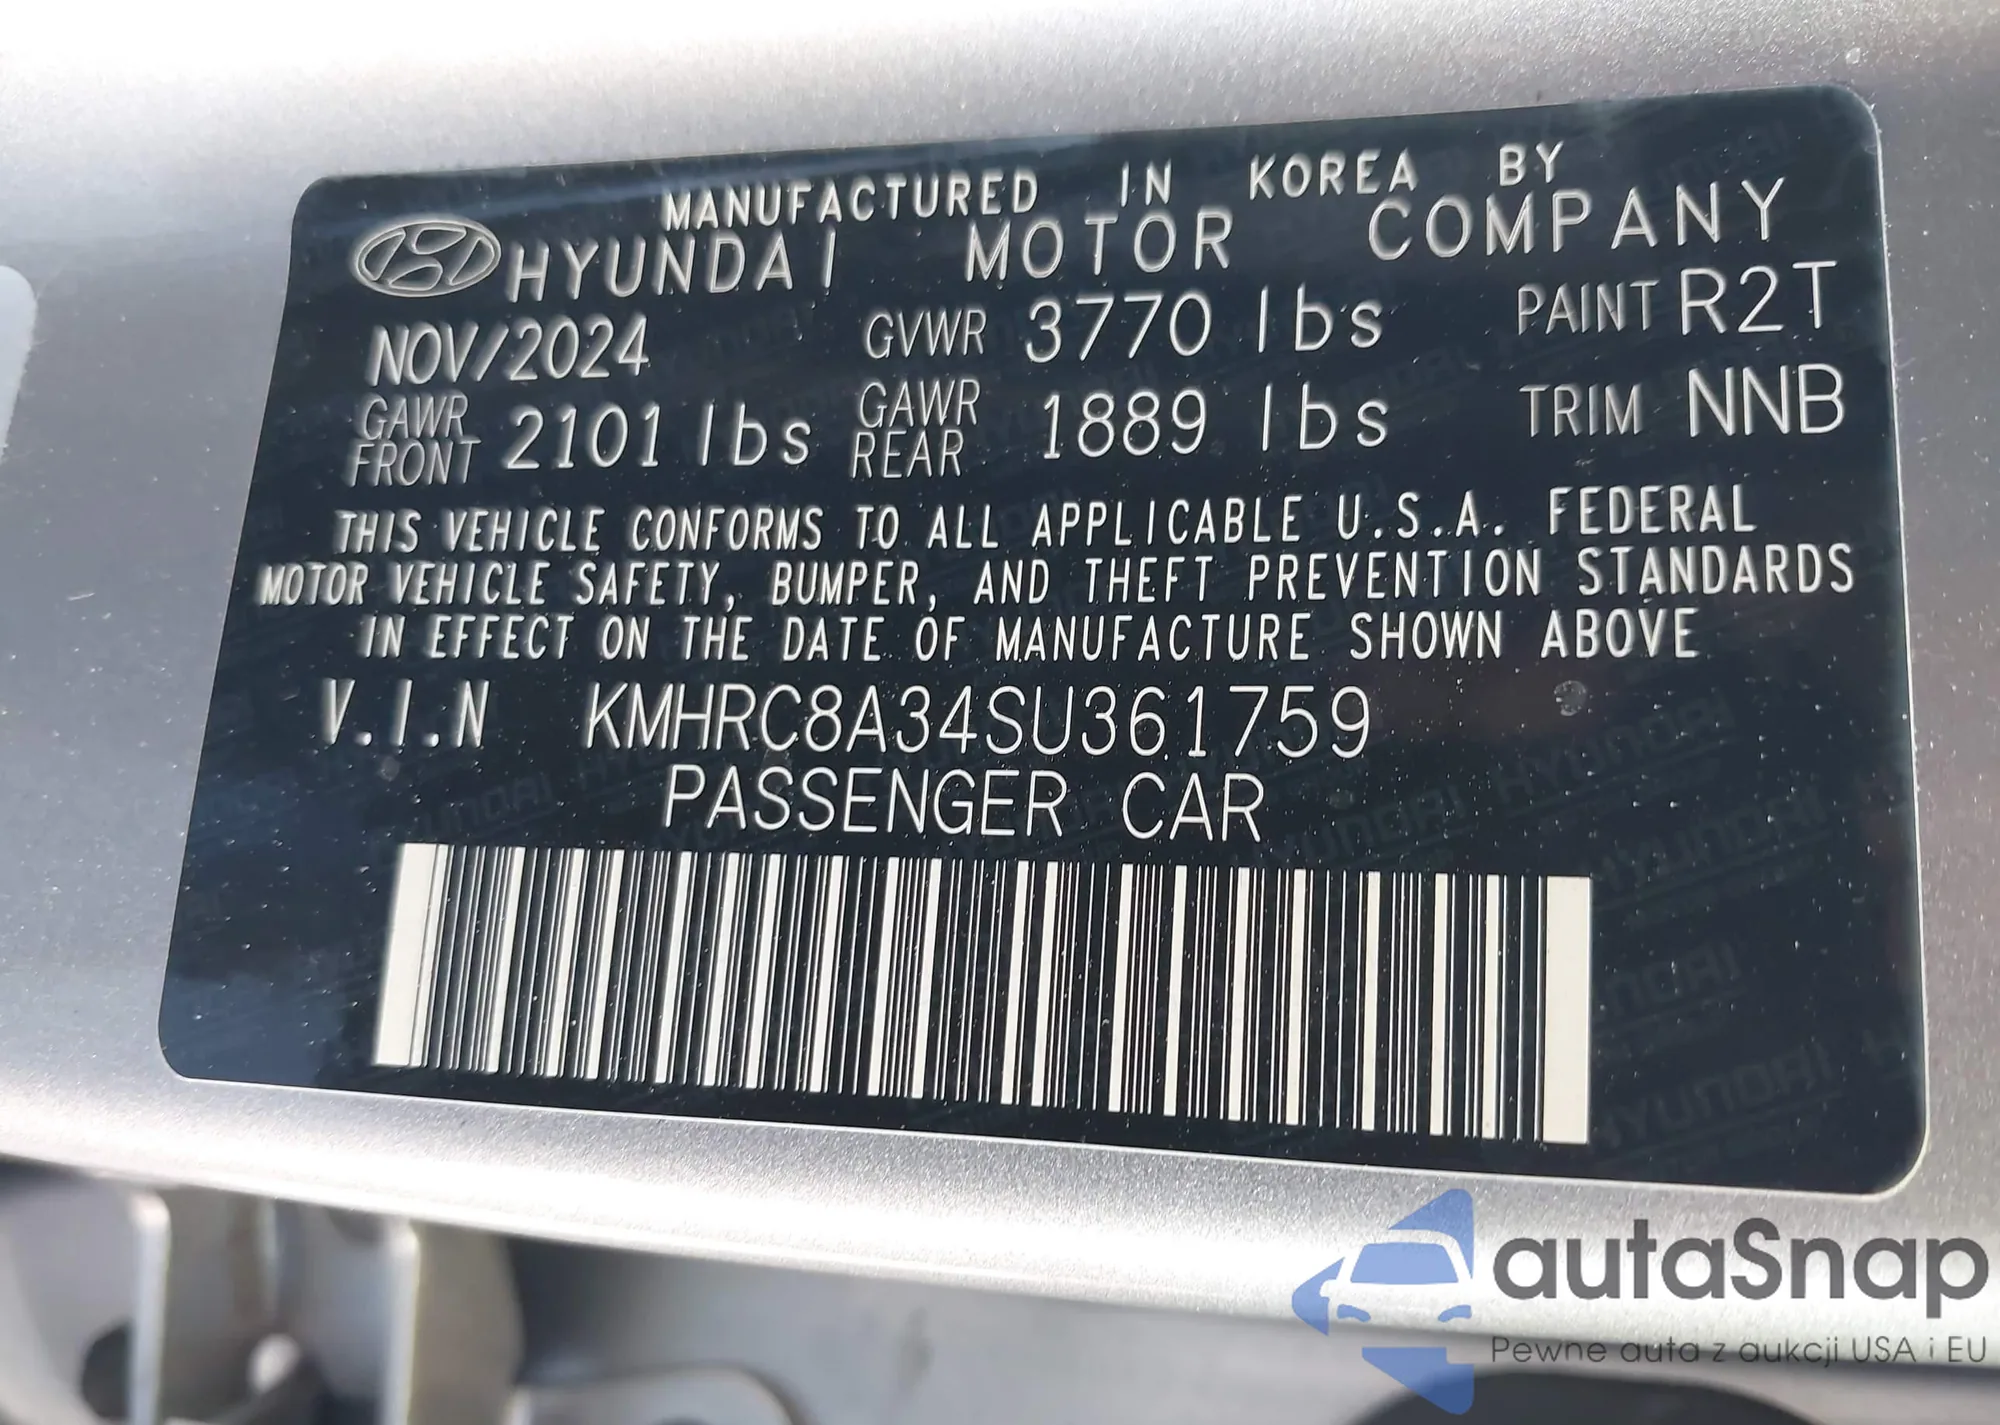 MANUFACTURED IN KOREA BY
HYUNDAI MOTOR COMPANY
NOV/2024 GVWR 3770 lbs PAINT R2T
GAWR FRONT 2101 lbs GAWR REAR 1889 lbs TRIM NNB
THIS VEHICLE CONFORMS TO ALL APPLICABLE U.S.A. FEDERAL
MOTOR VEHICLE SAFETY, BUMPER, AND THEFT PREVENTION STANDARDS
IN EFFECT ON THE DATE OF MANUFACTURE SHOWN ABOVE
V.I.N KMHRC8A34SU361759
PASSENGER CAR
autaSnap
Pewne auta z aukcji USA i EU